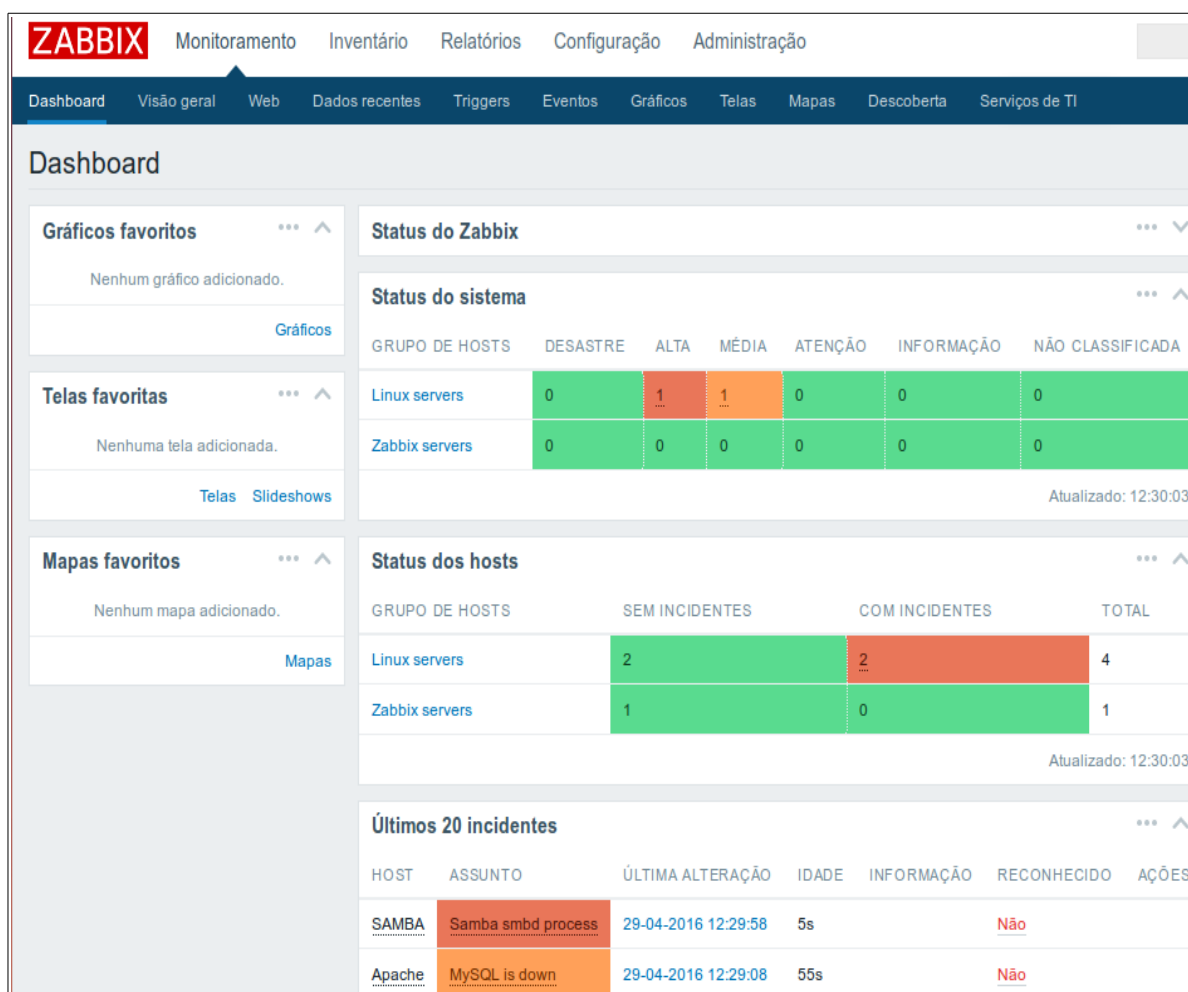 ZABBIX Monitoramento Inventário Relatórios Configuração Administração
Dashboard Visão geral Web Dados recentes Triggers Eventos Gráficos Telas Mapas Descoberta Serviços de TI
Dashboard
Gráficos favoritos
Nenhum gráfico adicionado.
Gráficos
Telas favoritas
Nenhuma tela adicionada.
Telas Slideshows
Mapas favoritos
Nenhum mapa adicionado.
Mapas
Status do Zabbix
Status do sistema
GRUPO DE HOSTS DESASTRE ALTA MÉDIA ATENÇÃO INFORMAÇÃO NÃO CLASSIFICADA
Linux servers 0 1 1 0 0 0
Zabbix servers 0 0 0 0 0 0
Atualizado: 12:30:03
Status dos hosts
GRUPO DE HOSTS SEM INCIDENTES COM INCIDENTES TOTAL
Linux servers 2 2 4
Zabbix servers 1 0 1
Atualizado: 12:30:03
Últimos 20 incidentes
HOST ASSUNTO ÚLTIMA ALTERAÇÃO IDADE INFORMAÇÃO RECONHECIDO AÇÕES
SAMBA Samba smbd process 29-04-2016 12:29:58 5s Não
Apache MySQL is down 29-04-2016 12:29:08 55s Não